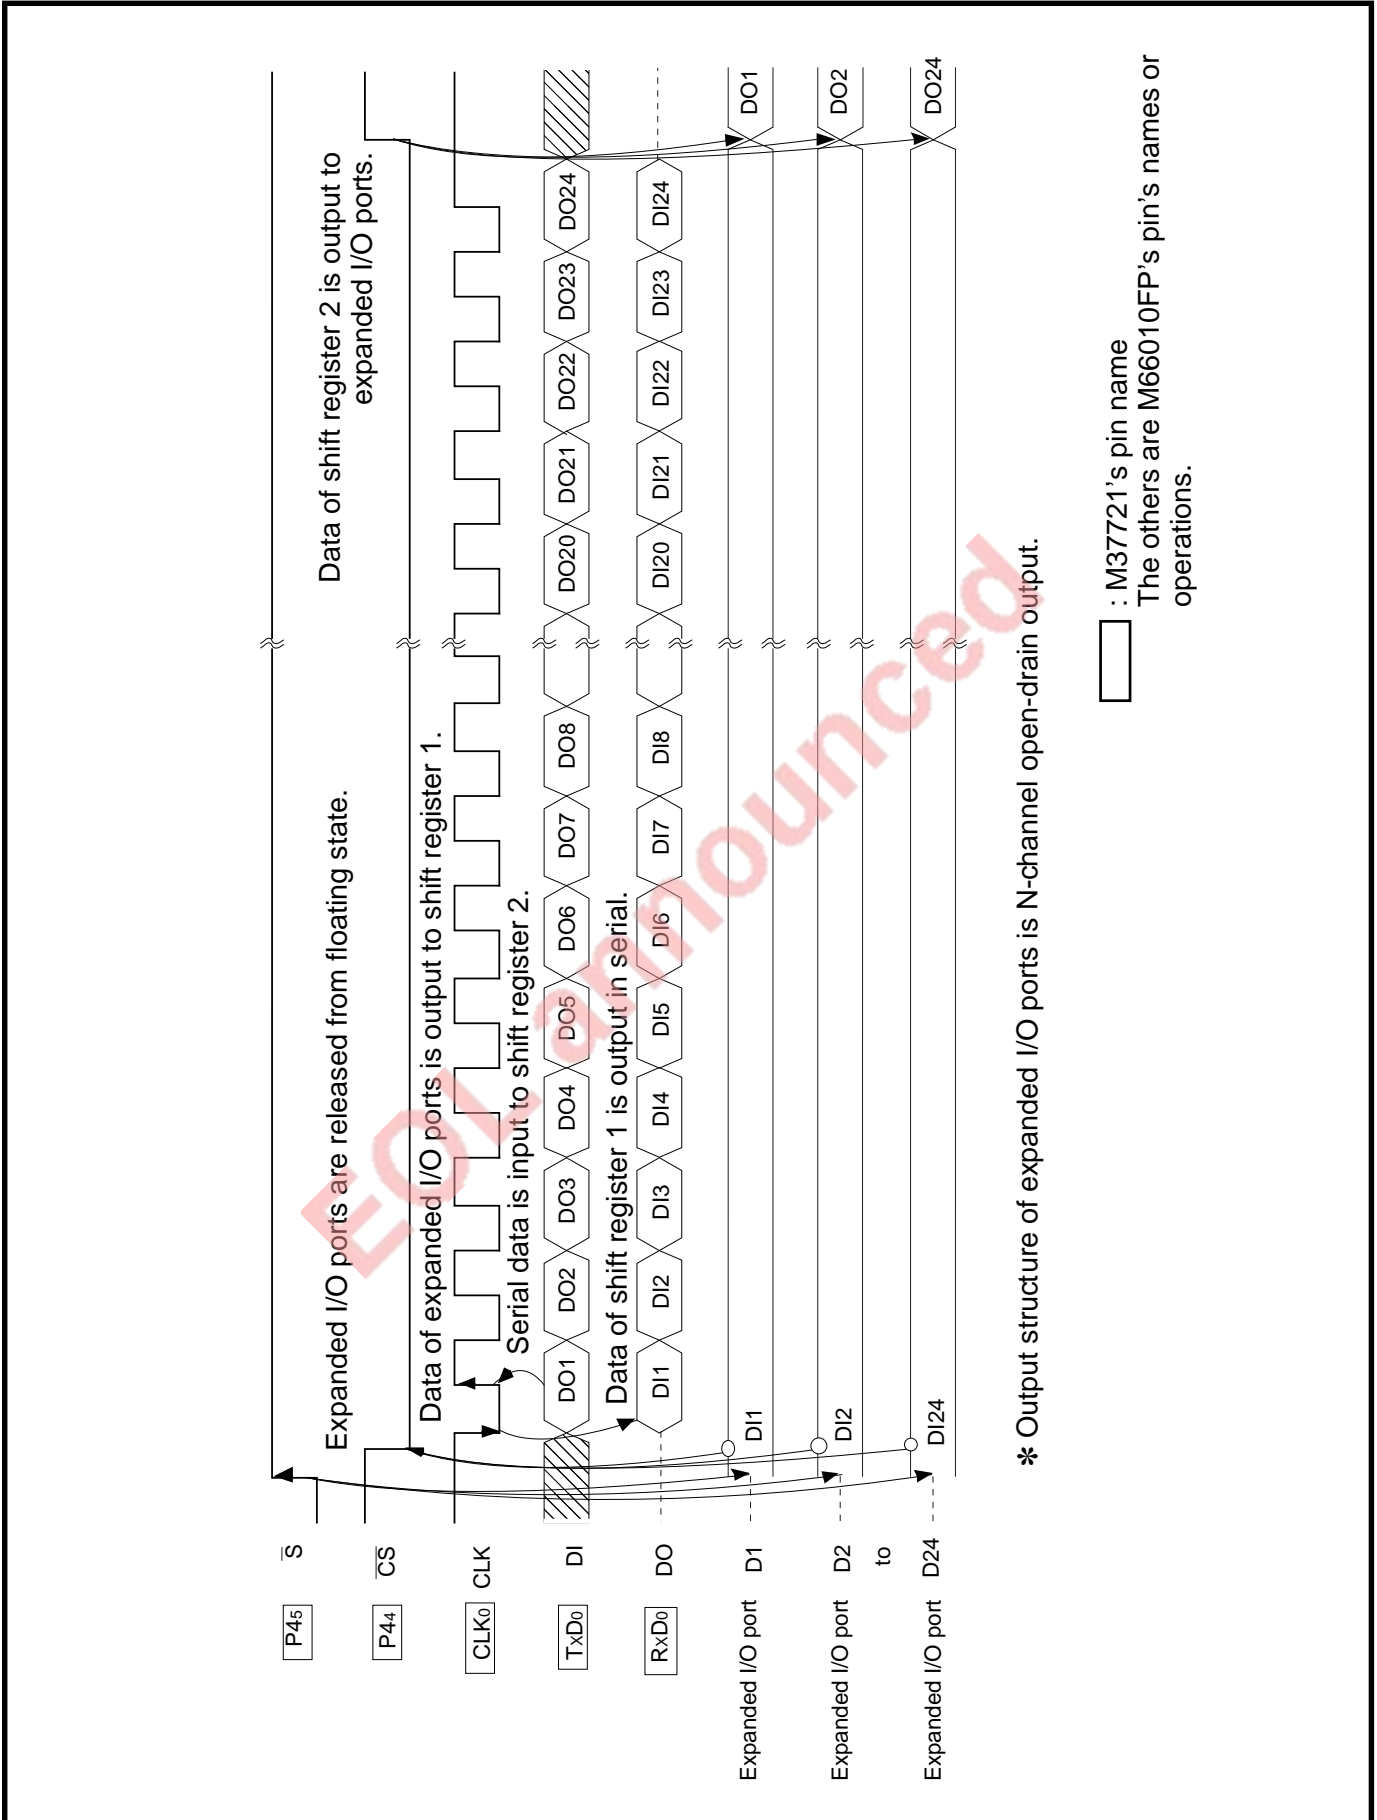 P45 S
P44 CS
CLK0 CLK
TxD0 DI
RxD0 DO
Expanded I/O port D1
Expanded I/O port D2
to
Expanded I/O port D24
Expanded I/O ports are released from floating state.
Data of shift register 2 is output to
expanded I/O ports.
Data of expanded I/O ports is output to shift register 1.
Serial data is input to shift register 2.
DO1 DO2 DO3 DO4 DO5 DO6 DO7 DO8 DO20 DO21 DO22 DO23 DO24
Data of shift register 1 is output in serial.
DI1 DI2 DI3 DI4 DI5 DI6 DI7 DI8 DI20 DI21 DI22 DI23 DI24
DI1 DO1
DI2 DO2
DI24 DO24
✻ Output structure of expanded I/O ports is N-channel open-drain output.
: M37721's pin name
The others are M66010FP's pin's names or
operations.
EOL announced